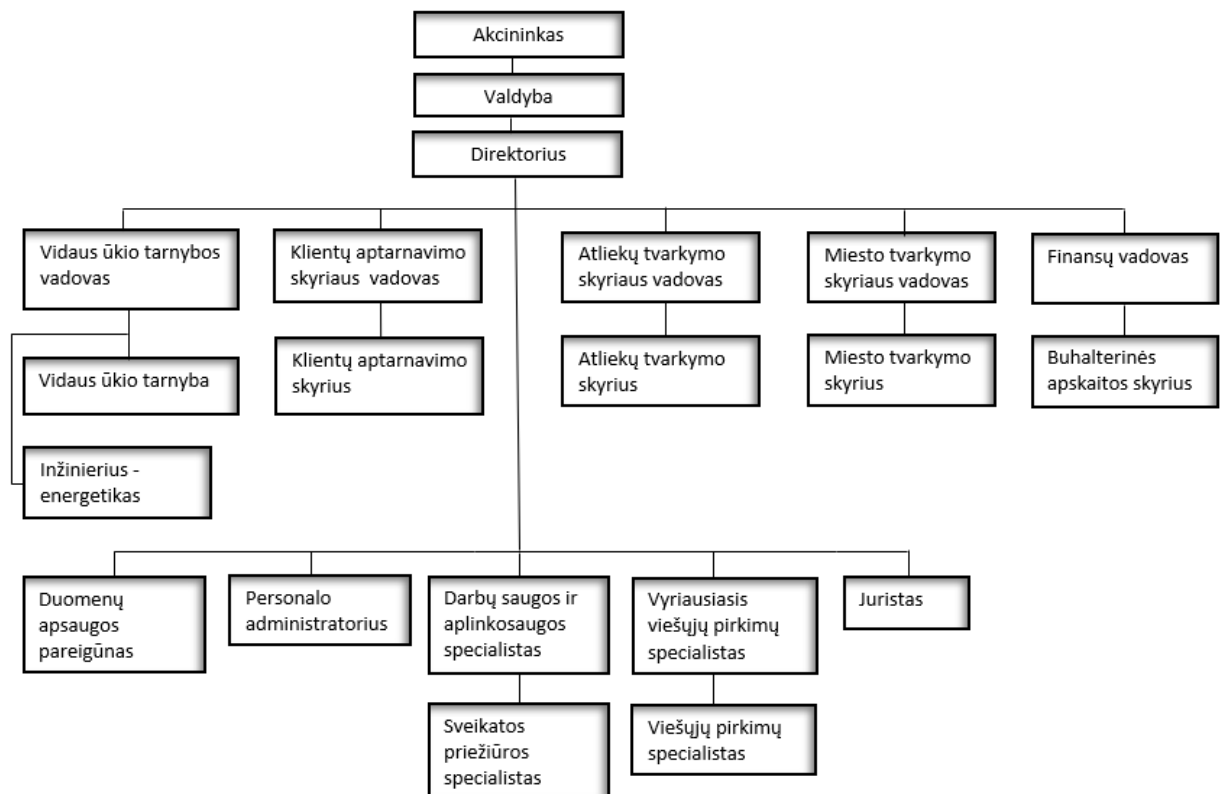 Akcininkas
Valdyba
Direktorius
Vidaus ūkio tarnybos
vadovas
Klientų aptarnavimo
skyriaus vadovas
Atliekų tvarkymo
skyriaus vadovas
Miesto tvarkymo
skyriaus vadovas
Finansų vadovas
Vidaus ūkio tarnyba
Klientų aptarnavimo
skyrius
Atliekų tvarkymo
skyrius
Miesto tvarkymo
skyrius
Buhalterinės
apskaitos skyrius
Inžinierius -
energetikas
Duomenų
apsaugos
pareigūnas
Personalo
administratorius
Darbų saugos ir
aplinkosaugos
specialistas
Vyriausiasis
viešųjų pirkimų
specialistas
Juristas
Sveikatos
priežiūros
specialistas
Viešųjų pirkimų
specialistas